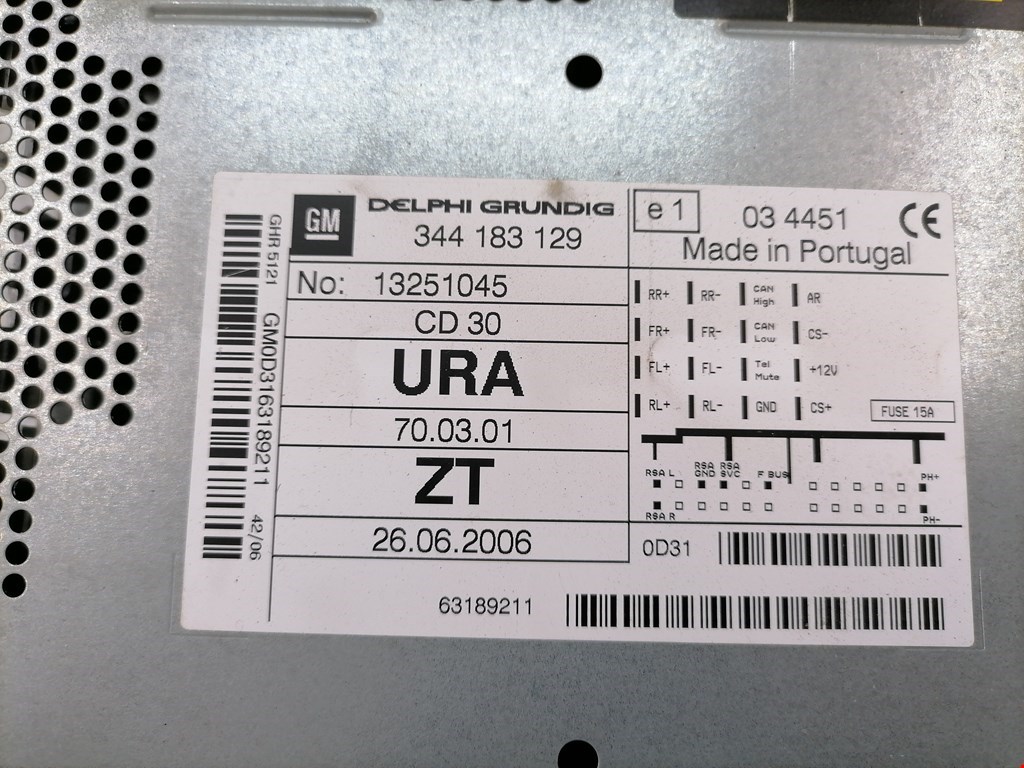 GHR 5121 GM0D3163189211 42/06
GM
DELPHI GRUNDIG
344 183 129
No: 13251045
CD 30
URA
70.03.01
ZT
26.06.2006
63189211
e1 03 4451 CE
Made in Portugal
RR+ RR- CAN High AR
FR+ FR- CAN Low CS-
FL+ FL- Tel Mute +12V
RL+ RL- GND CS+ FUSE 15A
RSA L RSA GND RSA SVC F BUS PH+
RSA R PH-
0D31